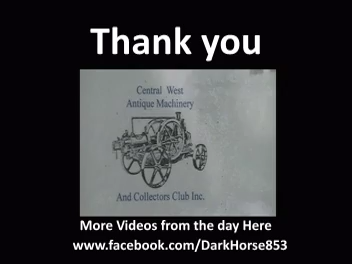 Thank you
Central West
Antique Machinery
And Collectors Club Inc.
More Videos from the day Here
www.facebook.com/DarkHorse853